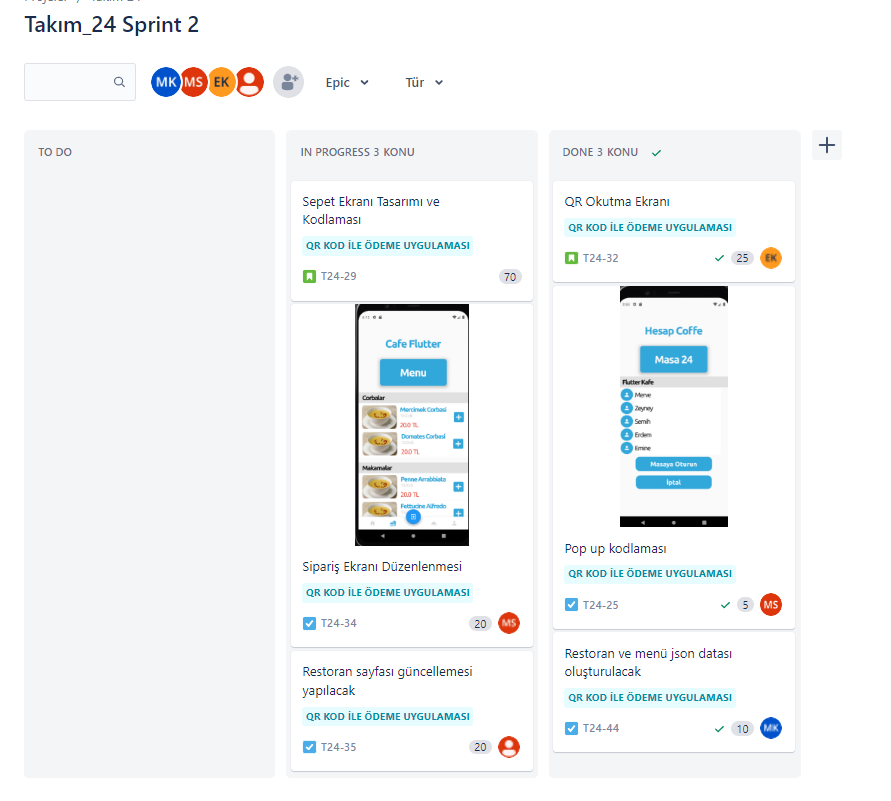 Takım_24 Sprint 2
MK MS EK
Epic
Tür
TO DO
IN PROGRESS 3 KONU
Sepet Ekranı Tasarımı ve
Kodlaması
QR KOD İLE ÖDEME UYGULAMASI
T24-29 70
Cafe Flutter
Menu
Corbalar
Mercimek Corbasi
20.0 TL
Domates Corbasi
20.0 TL
Makarnalar
Penne Arrabbiata
20.0 TL
Fettucine Alfredo
Sipariş Ekranı Düzenlenmesi
QR KOD İLE ÖDEME UYGULAMASI
T24-34 20 MS
Restoran sayfası güncellemesi
yapılacak
QR KOD İLE ÖDEME UYGULAMASI
T24-35 20
DONE 3 KONU
QR Okutma Ekranı
QR KOD İLE ÖDEME UYGULAMASI
T24-32 25 EK
Hesap Coffe
Masa 24
Flutter Kafe
Merve
Zeyney
Semih
Erdem
Emine
Masaya Oturun
İptal
Pop up kodlaması
QR KOD İLE ÖDEME UYGULAMASI
T24-25 5 MS
Restoran ve menü json datası
oluşturulacak
QR KOD İLE ÖDEME UYGULAMASI
T24-44 10 MK